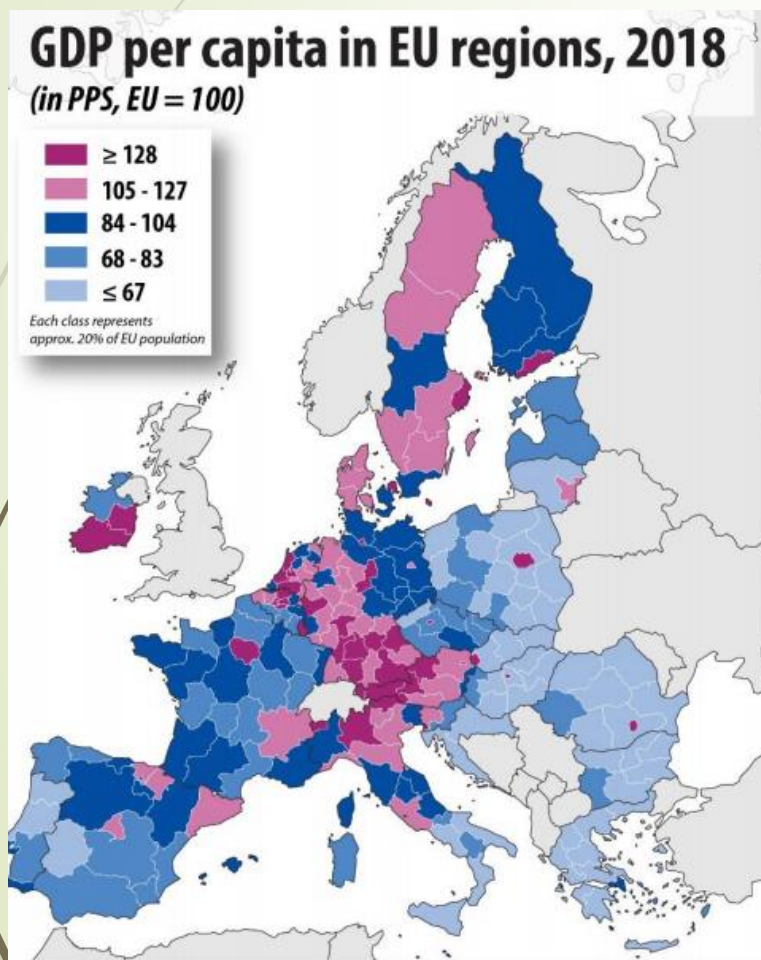 GDP per capita in EU regions, 2018
(in PPS, EU = 100)
≥ 128
105 - 127
84 - 104
68 - 83
≤ 67
Each class represents
approx. 20% of EU population